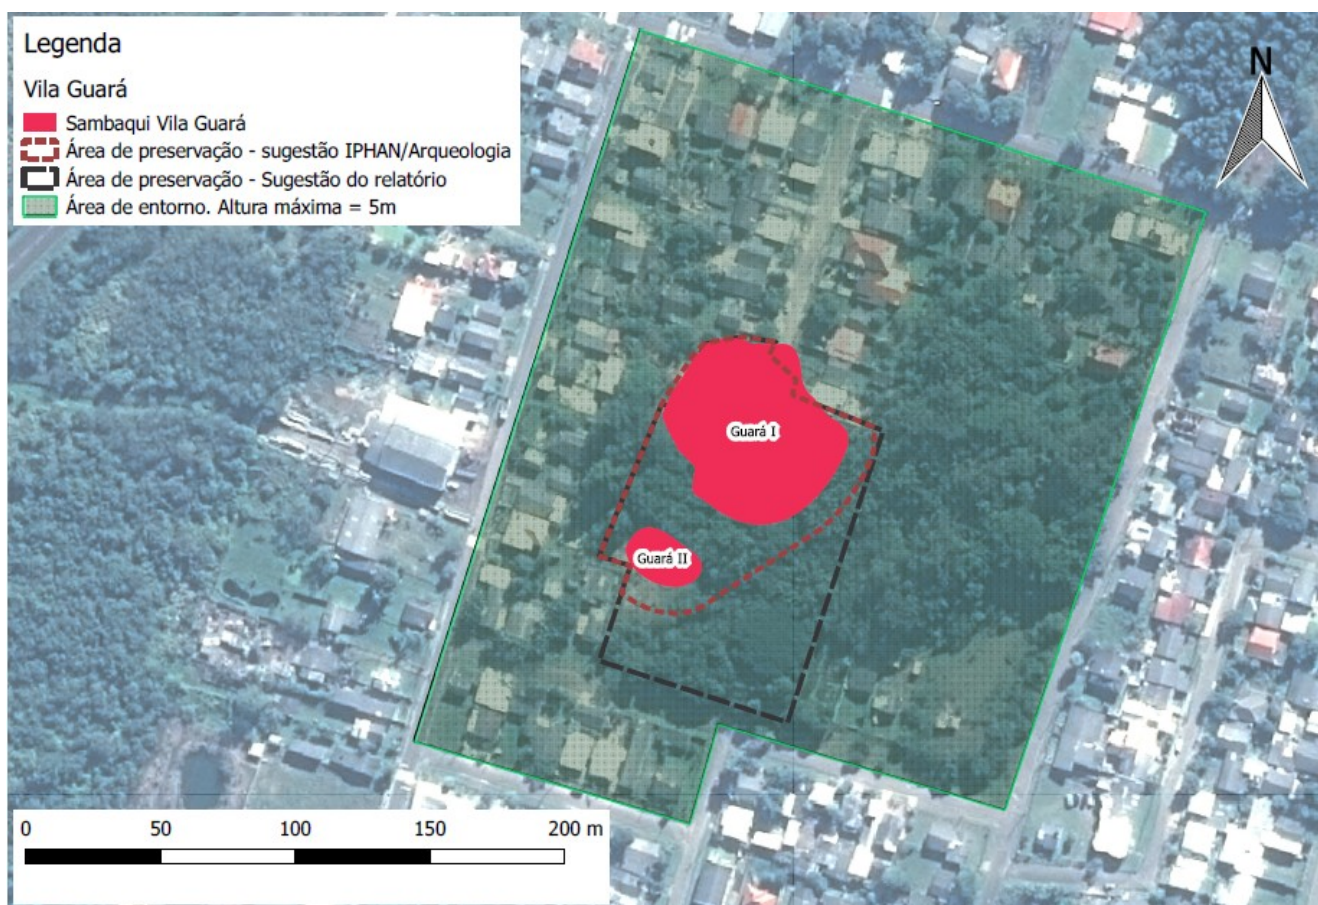 Legenda
Vila Guará
Sambaqui Vila Guará
Área de preservação - sugestão IPHAN/Arqueologia
Área de preservação - Sugestão do relatório
Área de entorno. Altura máxima = 5m
N
Guará I
Guará II
0 50 100 150 200 m